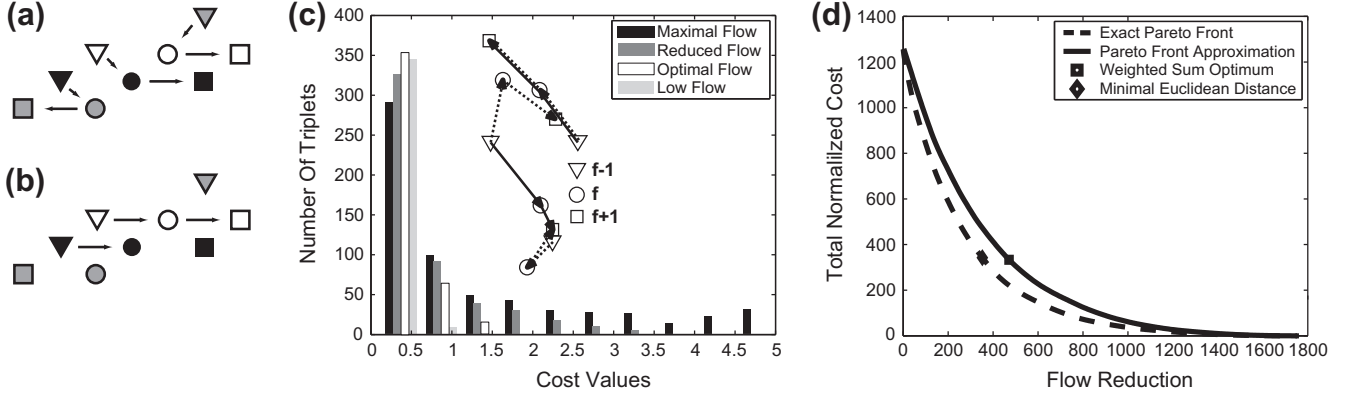 (a)
(b)
(c)
Number Of Triplets
400
350
300
250
200
150
100
50
0
0 0.5 1 1.5 2 2.5 3 3.5 4 4.5 5
Cost Values
Maximal Flow
Reduced Flow
Optimal Flow
Low Flow
f-1
f
f+1
(d)
Total Normalilzed Cost
1400
1200
1000
800
600
400
200
0
0 200 400 600 800 1000 1200 1400 1600 1800
Flow Reduction
Exact Pareto Front
Pareto Front Approximation
Weighted Sum Optimum
Minimal Euclidean Distance